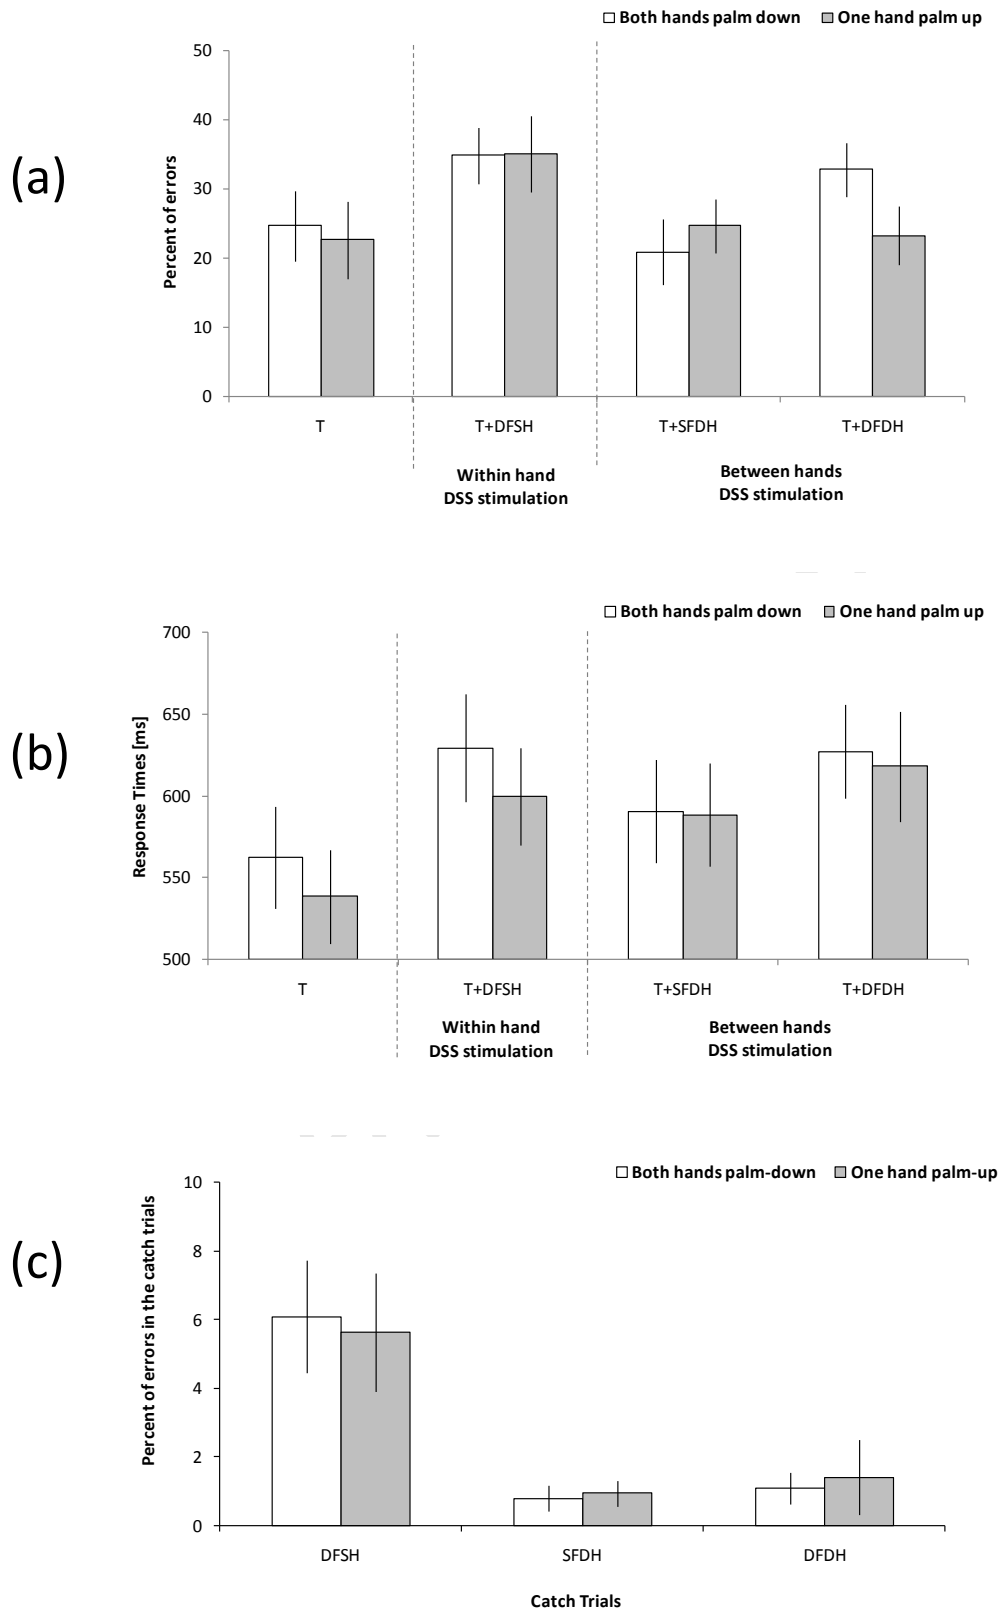 Both hands palm down One hand palm up
(a)
Percent of errors
50
40
30
20
10
0
T T+DFSH T+SFDH T+DFDH
Within hand
DSS stimulation
Between hands
DSS stimulation
Both hands palm down One hand palm up
(b)
Response Times [ms]
700
650
600
550
500
T T+DFSH T+SFDH T+DFDH
Within hand
DSS stimulation
Between hands
DSS stimulation
Both hands palm-down One hand palm-up
(c)
Percent of errors in the catch trials
10
8
6
4
2
0
DFSH SFDH DFDH
Catch Trials